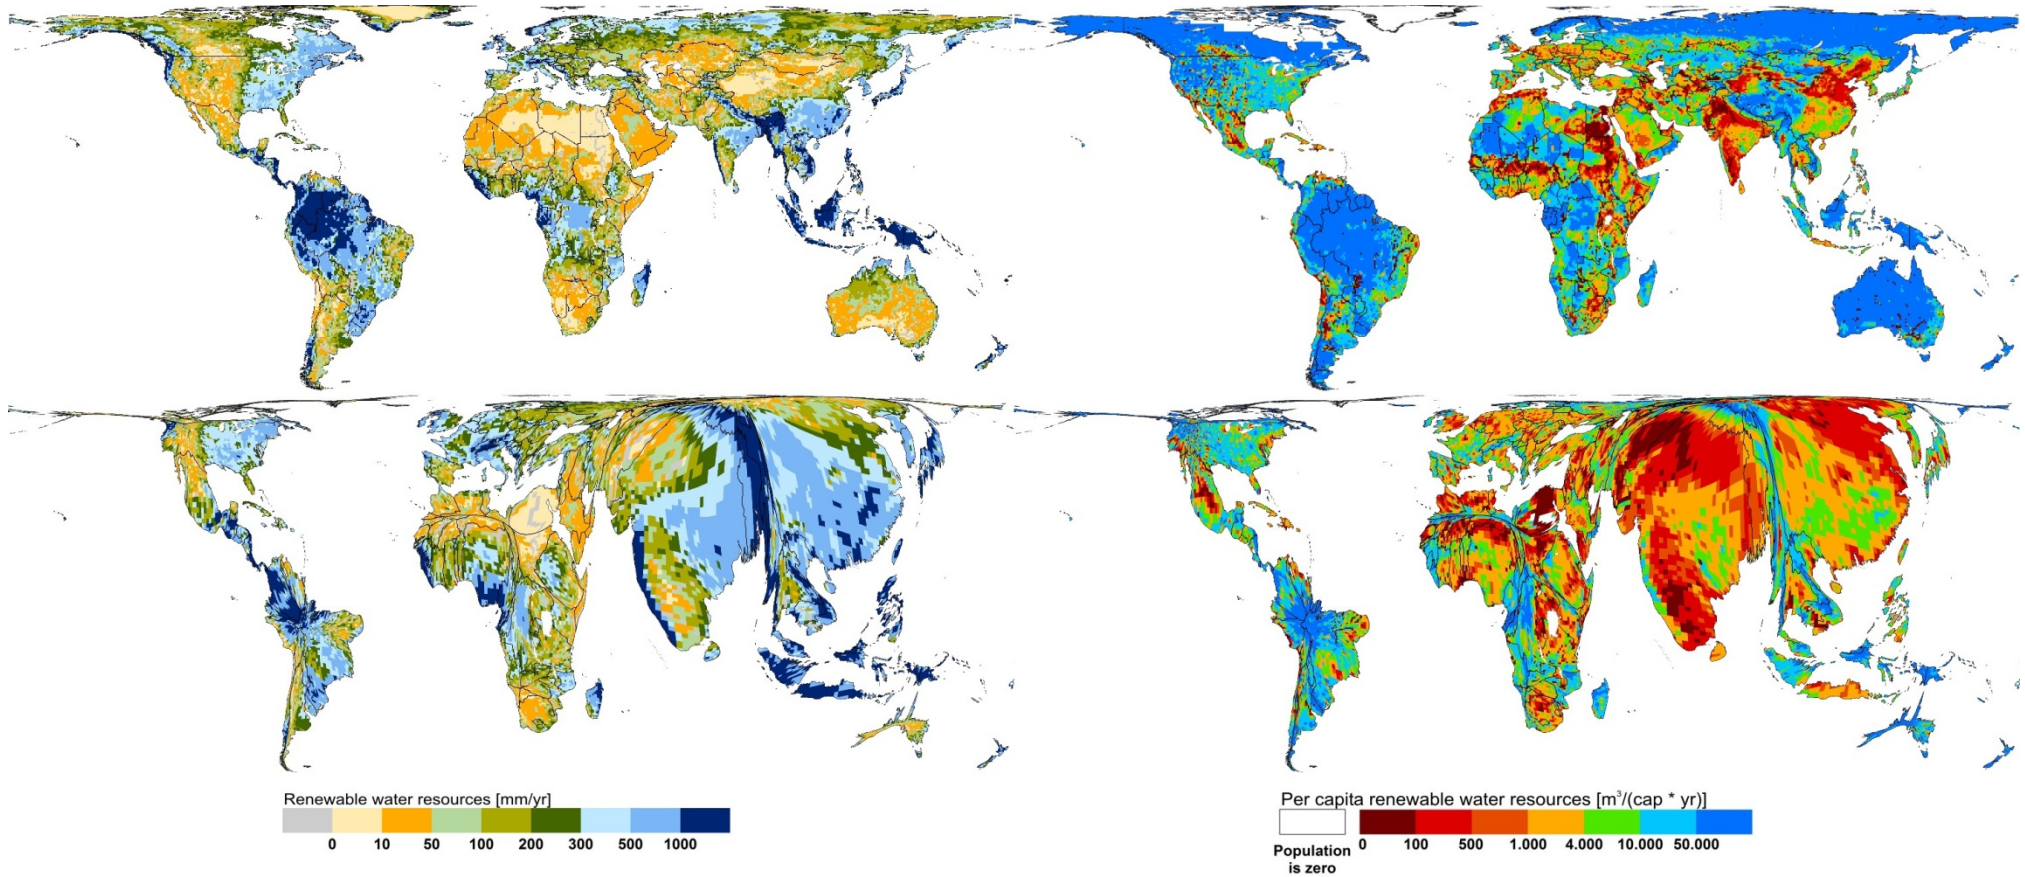 Renewable water resources [mm/yr]
0 10 50 100 200 300 500 1000
Per capita renewable water resources [m³/(cap * yr)]
Population
is zero
0 100 500 1.000 4.000 10.000 50.000